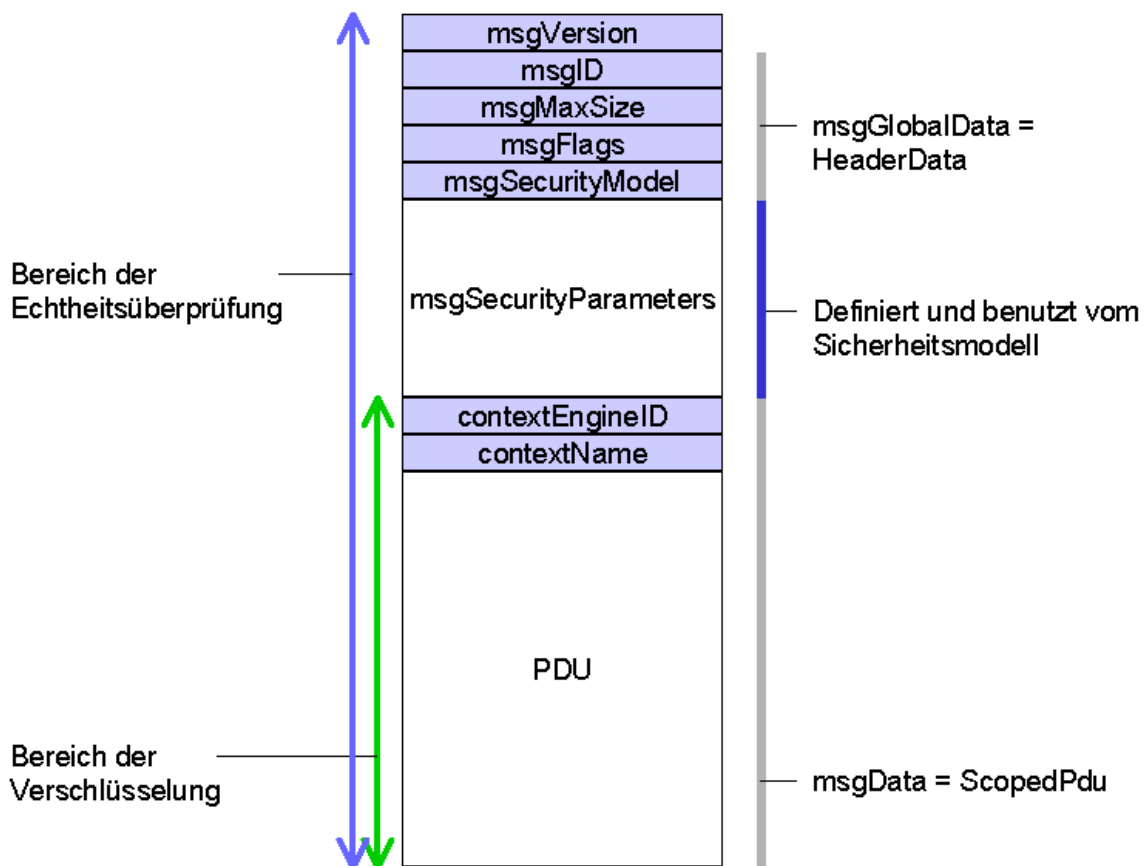 msgVersion
msgID
msgMaxSize
msgFlags
msgSecurityModel
msgSecurityParameters
contextEngineID
contextName
PDU
Bereich der
Echtheitsüberprüfung
Bereich der
Verschlüsselung
msgGlobalData =
HeaderData
Definiert und benutzt vom
Sicherheitsmodell
msgData = ScopedPdu